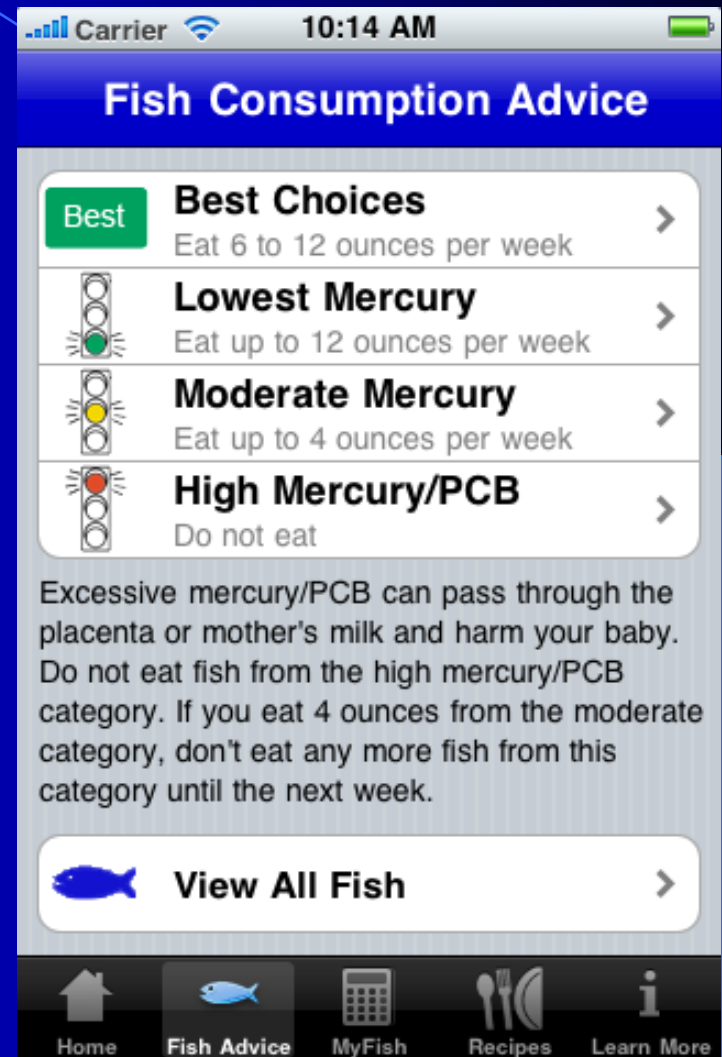 Carrier 10:14 AM
Fish Consumption Advice
Best
Best Choices
Eat 6 to 12 ounces per week
Lowest Mercury
Eat up to 12 ounces per week
Moderate Mercury
Eat up to 4 ounces per week
High Mercury/PCB
Do not eat
Excessive mercury/PCB can pass through the
placenta or mother's milk and harm your baby.
Do not eat fish from the high mercury/PCB
category. If you eat 4 ounces from the moderate
category, don't eat any more fish from this
category until the next week.
View All Fish
Home Fish Advice MyFish Recipes Learn More